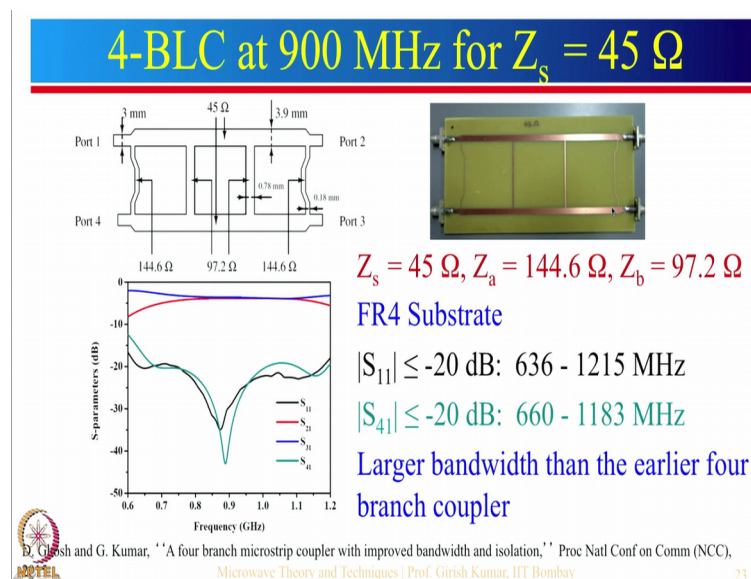 4-BLC at 900 MHz for Zs = 45 Ω
3 mm
45 Ω
3.9 mm
Port 1
Port 2
0.78 mm
0.18 mm
Port 4
Port 3
144.6 Ω
97.2 Ω
144.6 Ω
Zs = 45 Ω, Za = 144.6 Ω, Zb = 97.2 Ω
FR4 Substrate
|S11| ≤ -20 dB: 636 - 1215 MHz
|S41| ≤ -20 dB: 660 - 1183 MHz
Larger bandwidth than the earlier four
branch coupler
S-parameters (dB)
0
-10
-20
-30
-40
-50
S11
S21
S31
S41
0.6 0.7 0.8 0.9 1.0 1.1 1.2
Frequency (GHz)
D. Ghosh and G. Kumar, ‘‘A four branch microstrip coupler with improved bandwidth and isolation,’’ Proc Natl Conf on Comm (NCC),
NPTEL
Microwave Theory and Techniques | Prof. Girish Kumar, IIT Bombay
23